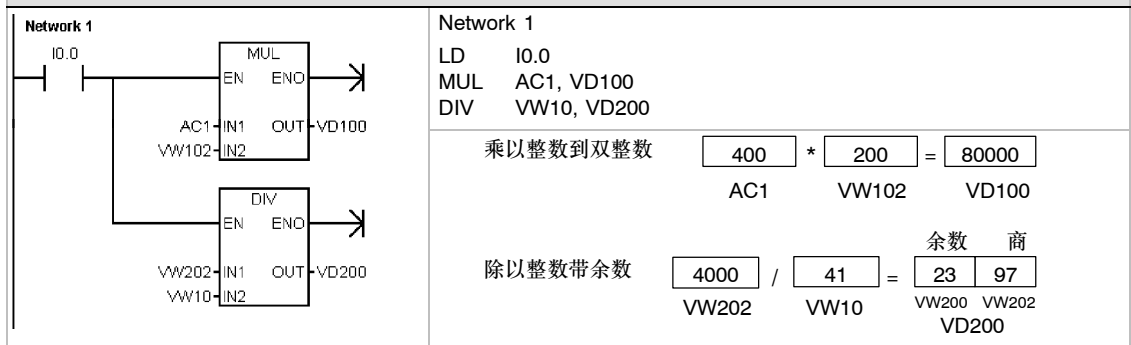 Network 1
I0.0
MUL
EN ENO
AC1 IN1 OUT VD100
VW102 IN2
DIV
EN ENO
VW202 IN1 OUT VD200
VW10 IN2
Network 1
LD I0.0
MUL AC1, VD100
DIV VW10, VD200
乘以整数到双整数 400 * 200 = 80000
AC1 VW102 VD100
余数 商
除以整数带余数 4000 / 41 = 23 97
VW202 VW10 VW200 VW202
VD200